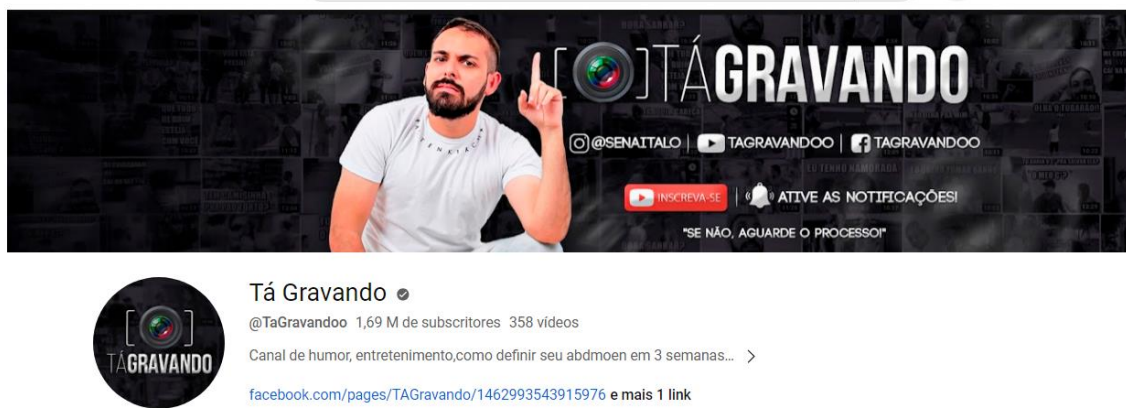 TÁGRAVANDO
@SENAITALO | TAGRAVANDOO | TAGRAVANDOO
INSCREVA-SE | ATIVE AS NOTIFICAÇÕES!
"SE NÃO, AGUARDE O PROCESSO!"
TÁGRAVANDO
Tá Gravando
@TaGravandoo 1,69 M de subscritores 358 vídeos
Canal de humor, entretenimento,como definir seu abdmoen em 3 semanas...
facebook.com/pages/TAGravando/1462993543915976 e mais 1 link